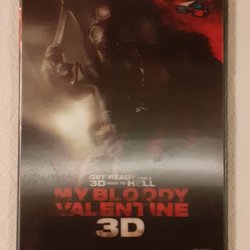 GET READY FOR A
3D RIDE TO HELL
MY BLOODY
VALENTINE
3D